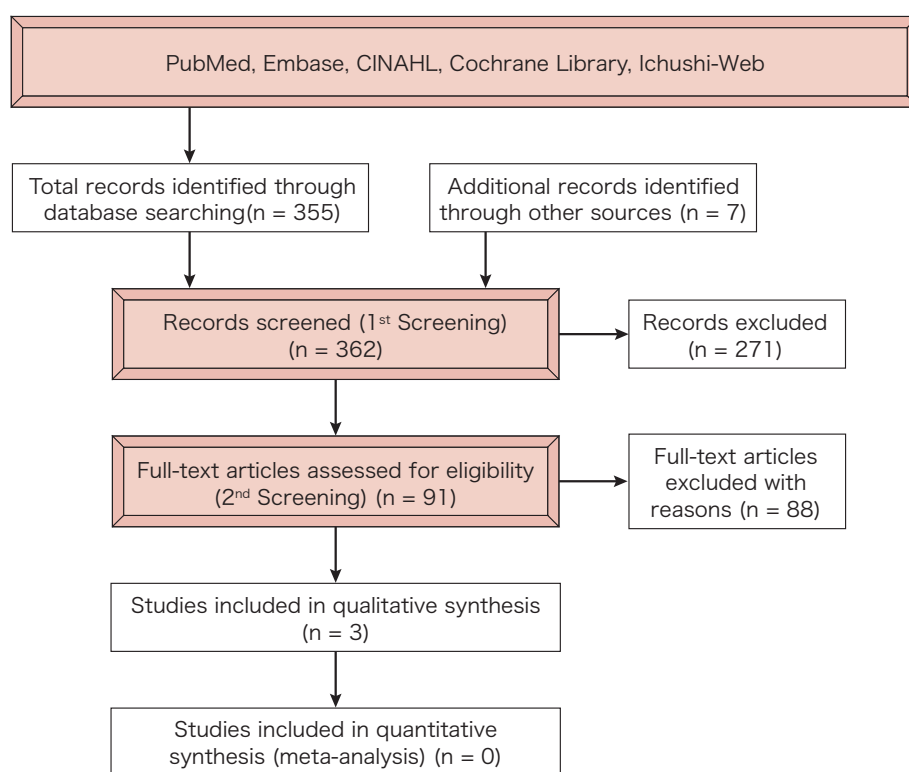 PubMed, Embase, CINAHL, Cochrane Library, Ichushi-Web
Total records identified through
database searching(n = 355)
Additional records identified
through other sources (n = 7)
Records screened (1st Screening)
(n = 362)
Records excluded
(n = 271)
Full-text articles assessed for eligibility
(2nd Screening) (n = 91)
Full-text articles
excluded with
reasons (n = 88)
Studies included in qualitative synthesis
(n = 3)
Studies included in quantitative
synthesis (meta-analysis) (n = 0)